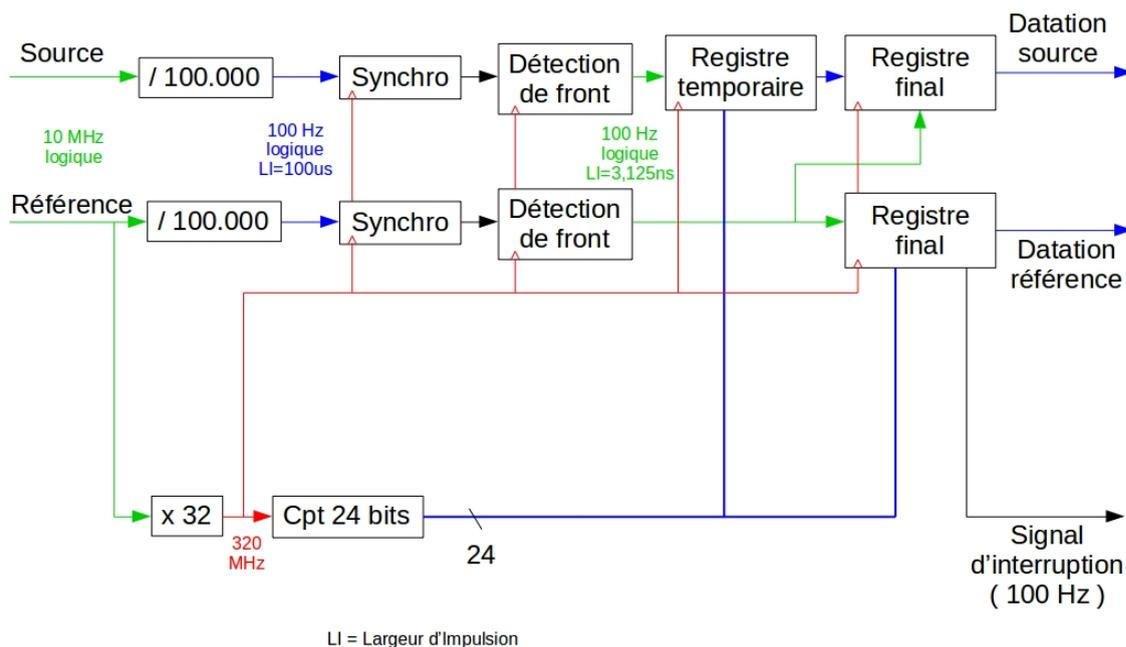 Source
/ 100.000
Synchro
Détection
de front
Registre
temporaire
Registre
final
Datation
source
10 MHz
logique
100 Hz
logique
LI=100us
100 Hz
logique
LI=3,125ns
Référence
/ 100.000
Synchro
Détection
de front
Registre
final
Datation
référence
x 32
320
MHz
Cpt 24 bits
24
Signal
d'interruption
( 100 Hz )
LI = Largeur d'Impulsion